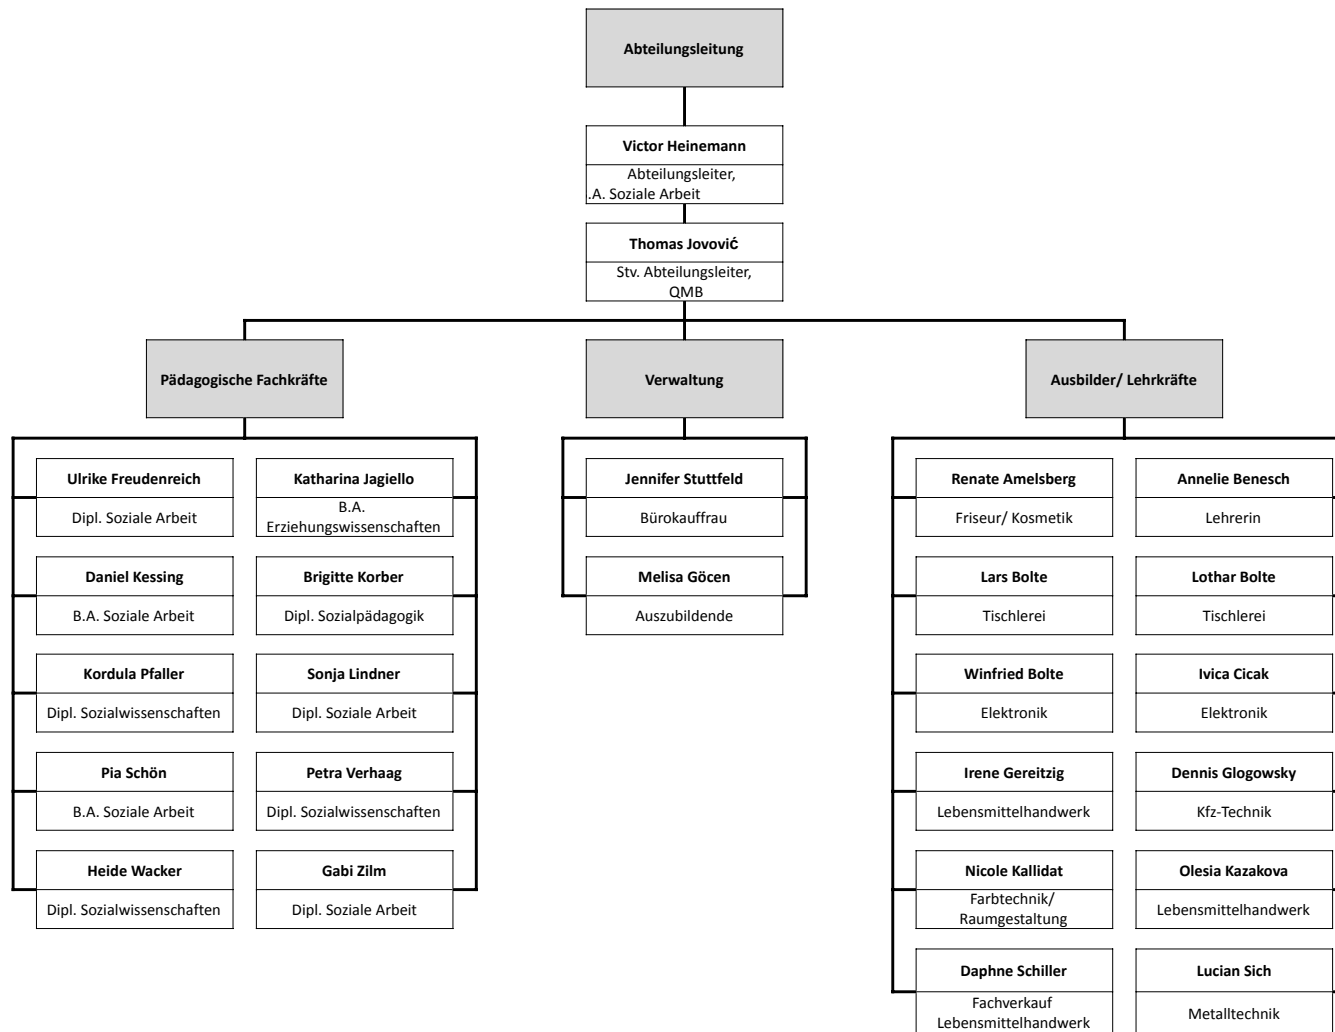 Abteilungsleitung
Victor Heinemann
Abteilungsleiter,
.A. Soziale Arbeit
Thomas Jovović
Stv. Abteilungsleiter,
QMB
Pädagogische Fachkräfte
Verwaltung
Ausbilder/ Lehrkräfte
Ulrike Freudenreich
Dipl. Soziale Arbeit
Katharina Jagiello
B.A.
Erziehungswissenschaften
Daniel Kessing
B.A. Soziale Arbeit
Brigitte Korber
Dipl. Sozialpädagogik
Kordula Pfaller
Dipl. Sozialwissenschaften
Sonja Lindner
Dipl. Soziale Arbeit
Pia Schön
B.A. Soziale Arbeit
Petra Verhaag
Dipl. Sozialwissenschaften
Heide Wacker
Dipl. Sozialwissenschaften
Gabi Zilm
Dipl. Soziale Arbeit
Jennifer Stuttfeld
Bürokauffrau
Melisa Göcen
Auszubildende
Renate Amelsberg
Friseur/ Kosmetik
Annelie Benesch
Lehrerin
Lars Bolte
Tischlerei
Lothar Bolte
Tischlerei
Winfried Bolte
Elektronik
Ivica Cicak
Elektronik
Irene Gereitzig
Lebensmittelhandwerk
Dennis Glogowsky
Kfz-Technik
Nicole Kallidat
Farbtechnik/
Raumgestaltung
Olesia Kazakova
Lebensmittelhandwerk
Daphne Schiller
Fachverkauf
Lebensmittelhandwerk
Lucian Sich
Metalltechnik